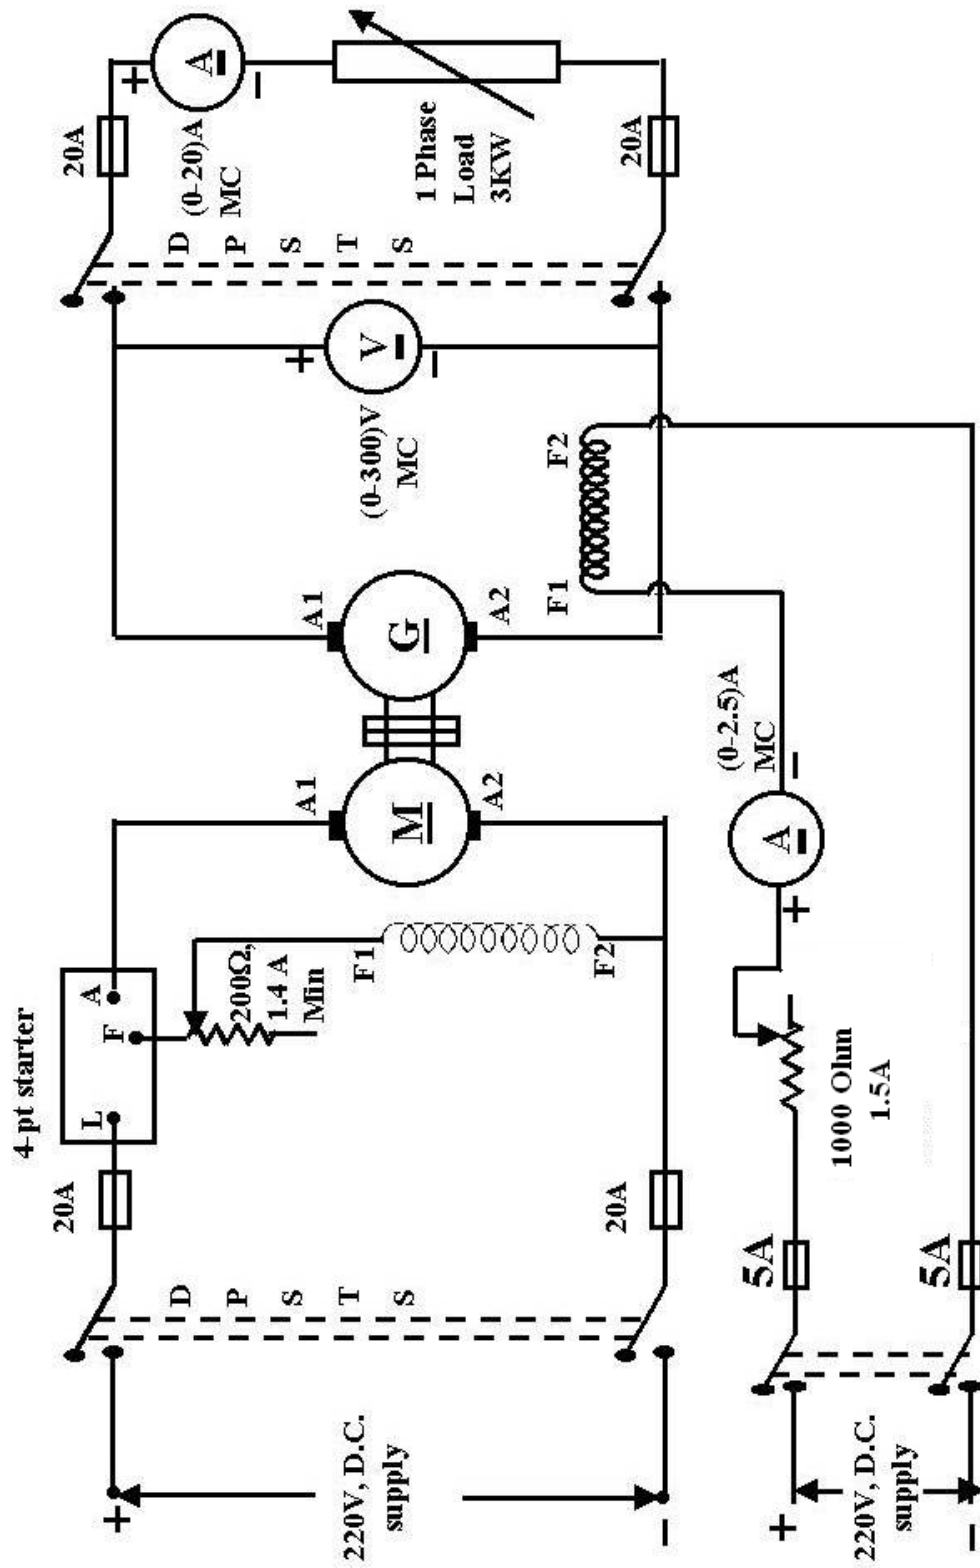 4-pt starter
L
F
A
20A
20A
D
P
S
T
S
+
-
220V, D.C.
supply
200Ω,
1.4 A
Min
F1
F2
A1
M
A2
A1
G
A2
(0-300)V
MC
+
V
-
D
P
S
T
S
20A
20A
(0-20)A
MC
+
A
-
1 Phase
Load
3KW
F1
F2
(0-2.5)A
MC
+
A
-
1000 Ohm
1.5A
5A
5A
+
-
220V, D.C.
supply